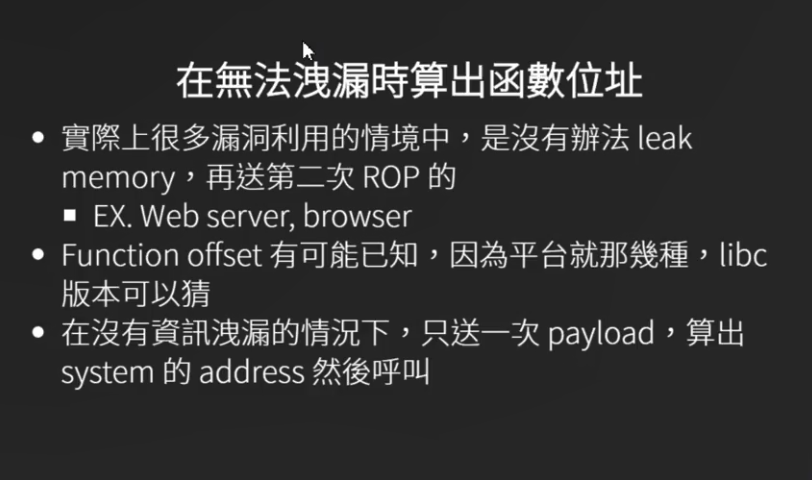 在無法洩漏時算出函數位址
• 實際上很多漏洞利用的情境中，是沒有辦法 leak
memory，再送第二次 ROP 的
▪ EX. Web server, browser
• Function offset 有可能已知，因為平台就那幾種，libc
版本可以猜
• 在沒有資訊洩漏的情況下，只送一次 payload，算出
system 的 address 然後呼叫